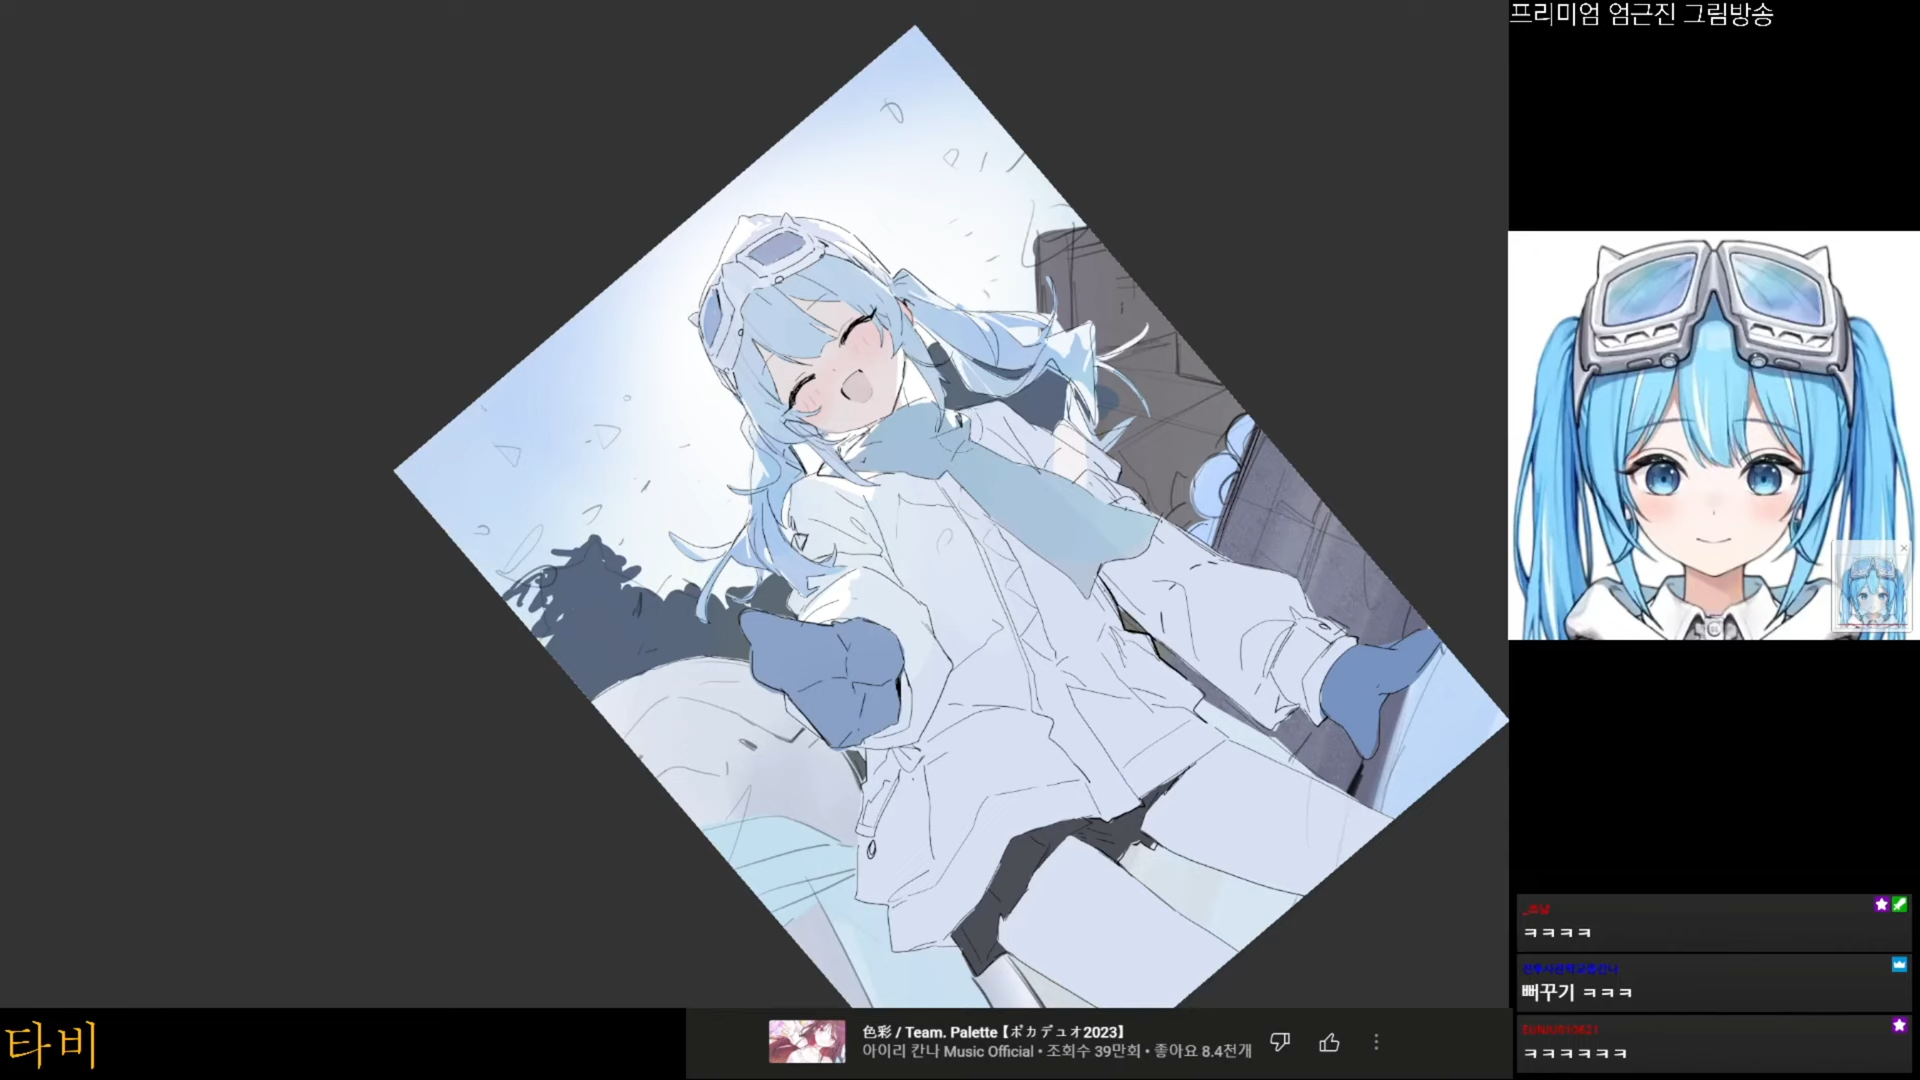 프리미엄 엄근진 그림방송
ㅋㅋㅋㅋ
뻐꾸기 ㅋㅋㅋ
ㅋㅋㅋㅋㅋㅋ
타비
色彩 / Team. Palette【ボカデュオ2023】
아이리 칸나 Music Official • 조회수 39만회 • 좋아요 8.4천개